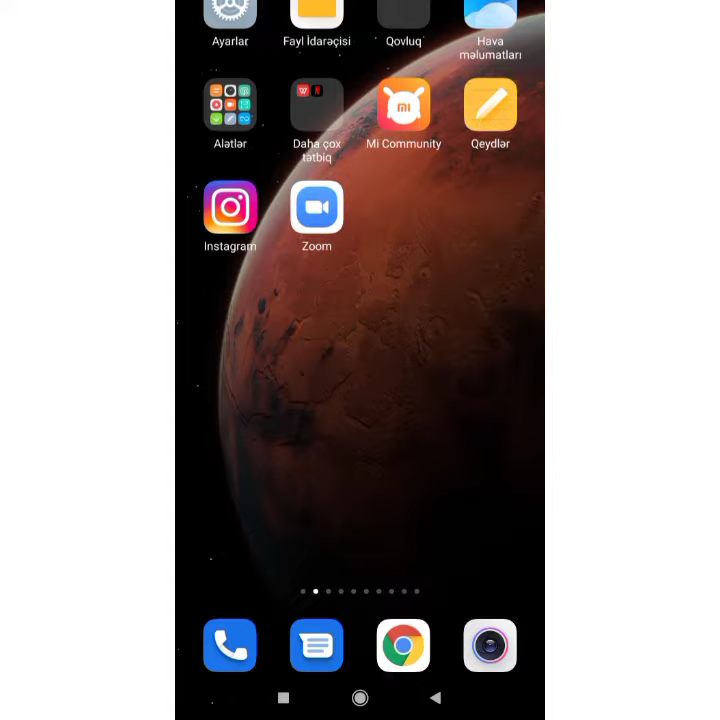 Ayarlar
Fayl İdarəçisi
Qovluq
Hava
məlumatları
Alətlər
Daha çox
tətbiq
Mi Community
Qeydlər
Instagram
Zoom